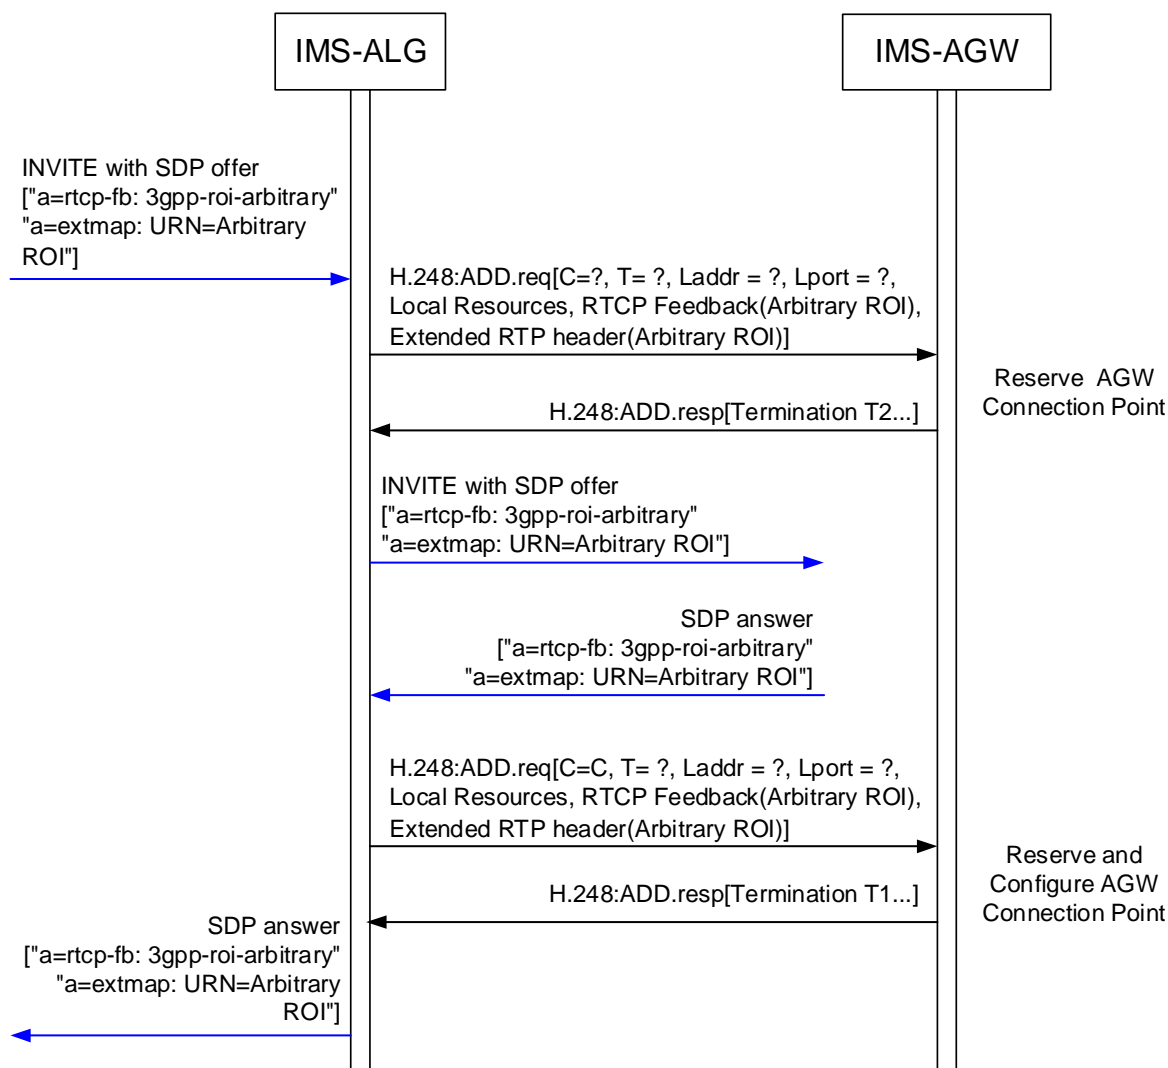 IMS-ALG
IMS-AGW
INVITE with SDP offer
["a=rtcp-fb: 3gpp-roi-arbitrary"
"a=extmap: URN=Arbitrary
ROI"]
H.248:ADD.req[C=?, T= ?, Laddr = ?, Lport = ?,
Local Resources, RTCP Feedback(Arbitrary ROI),
Extended RTP header(Arbitrary ROI)]
Reserve AGW
Connection Point
H.248:ADD.resp[Termination T2...]
INVITE with SDP offer
["a=rtcp-fb: 3gpp-roi-arbitrary"
"a=extmap: URN=Arbitrary ROI"]
SDP answer
["a=rtcp-fb: 3gpp-roi-arbitrary"
"a=extmap: URN=Arbitrary ROI"]
H.248:ADD.req[C=C, T= ?, Laddr = ?, Lport = ?,
Local Resources, RTCP Feedback(Arbitrary ROI),
Extended RTP header(Arbitrary ROI)]
Reserve and
Configure AGW
Connection Point
H.248:ADD.resp[Termination T1...]
SDP answer
["a=rtcp-fb: 3gpp-roi-arbitrary"
"a=extmap: URN=Arbitrary
ROI"]